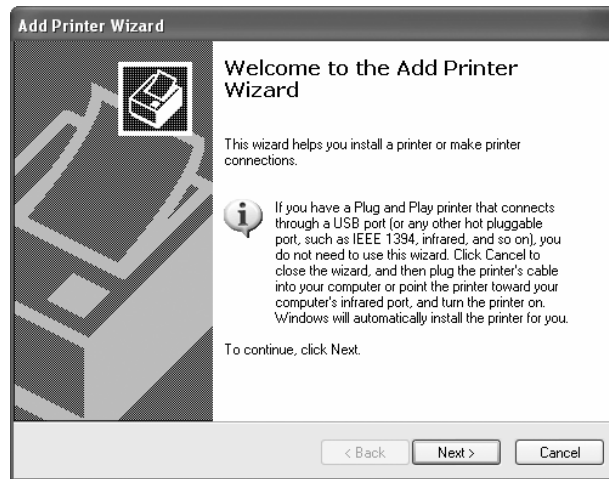 Add Printer Wizard
Welcome to the Add Printer
Wizard
This wizard helps you install a printer or make printer
connections.
If you have a Plug and Play printer that connects
through a USB port (or any other hot pluggable
port, such as IEEE 1394, infrared, and so on), you
do not need to use this wizard. Click Cancel to
close the wizard, and then plug the printer's cable
into your computer or point the printer toward your
computer's infrared port, and turn the printer on.
Windows will automatically install the printer for you.
To continue, click Next.
< Back Next > Cancel